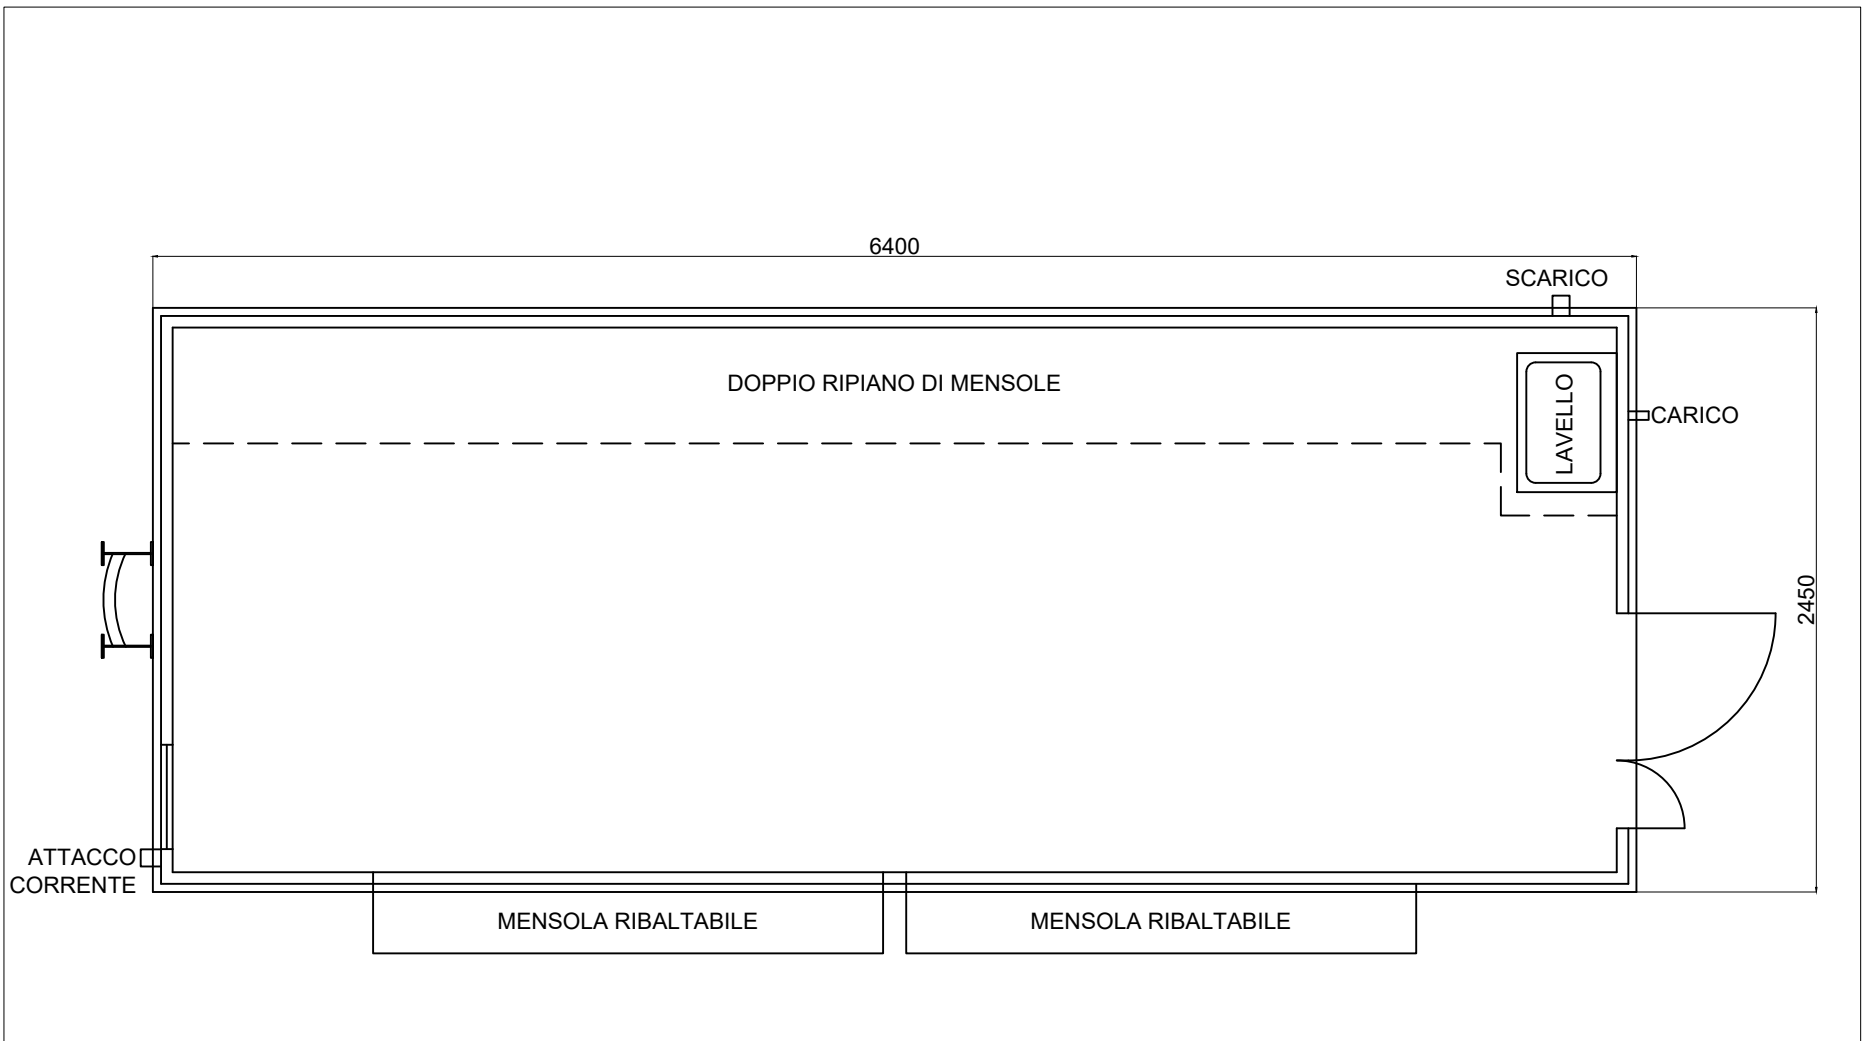 6400
SCARICO
DOPPIO RIPIANO DI MENSOLE
LAVELLO
CARICO
2450
ATTACCO
CORRENTE
MENSOLA RIBALTABILE
MENSOLA RIBALTABILE